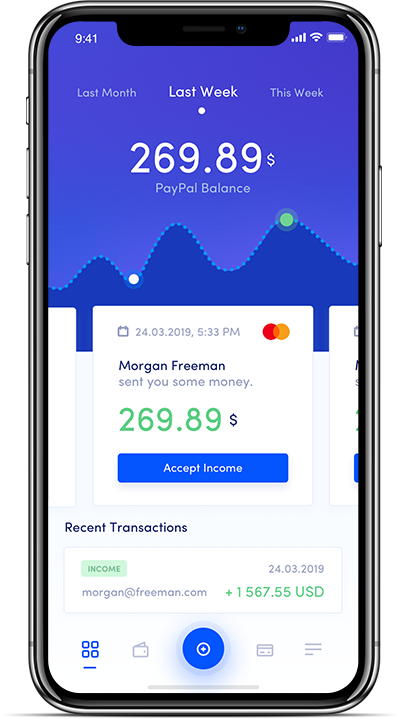 9:41
Last Month
Last Week
This Week
269.89 $
PayPal Balance
24.03.2019, 5:33 PM
Morgan Freeman
sent you some money.
269.89 $
Accept Income
Recent Transactions
INCOME
24.03.2019
morgan@freeman.com
+ 1 567.55 USD